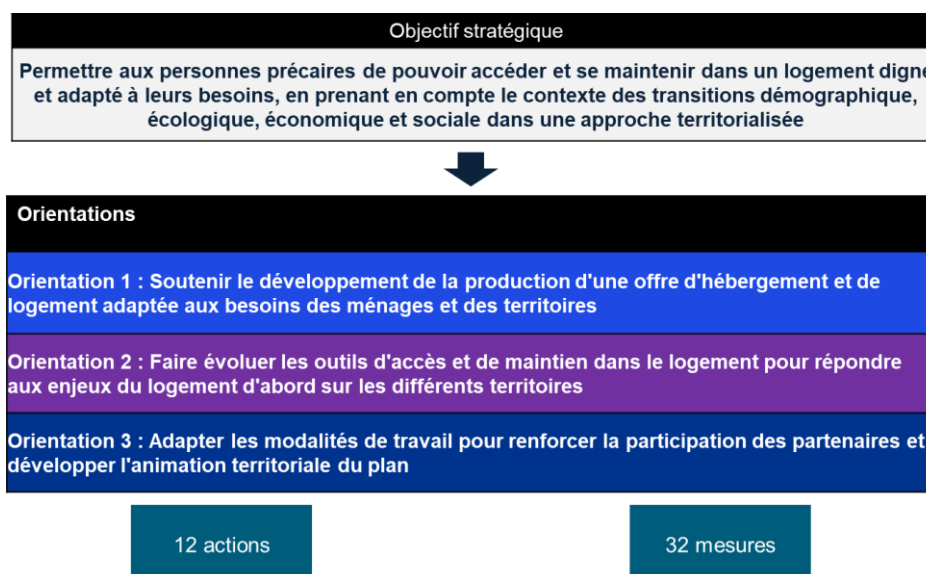 Objectif stratégique
Permettre aux personnes précaires de pouvoir accéder et se maintenir dans un logement digne
et adapté à leurs besoins, en prenant en compte le contexte des transitions démographique,
écologique, économique et sociale dans une approche territorialisée
Orientations
Orientation 1 : Soutenir le développement de la production d'une offre d'hébergement et de
logement adaptée aux besoins des ménages et des territoires
Orientation 2 : Faire évoluer les outils d'accès et de maintien dans le logement pour répondre
aux enjeux du logement d'abord sur les différents territoires
Orientation 3 : Adapter les modalités de travail pour renforcer la participation des partenaires et
développer l'animation territoriale du plan
12 actions
32 mesures